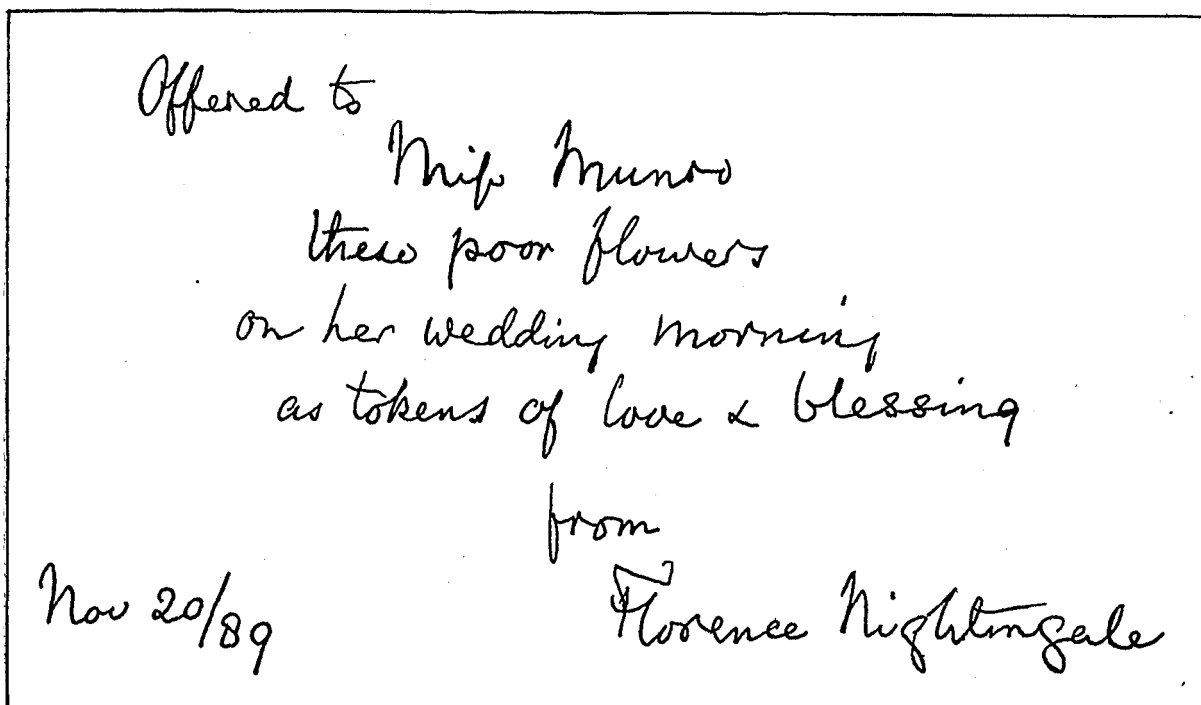 Offered to
Miss Munro
these poor flowers
on her wedding morning
as tokens of love & blessing
from
Nov 20/89 Florence Nightingale